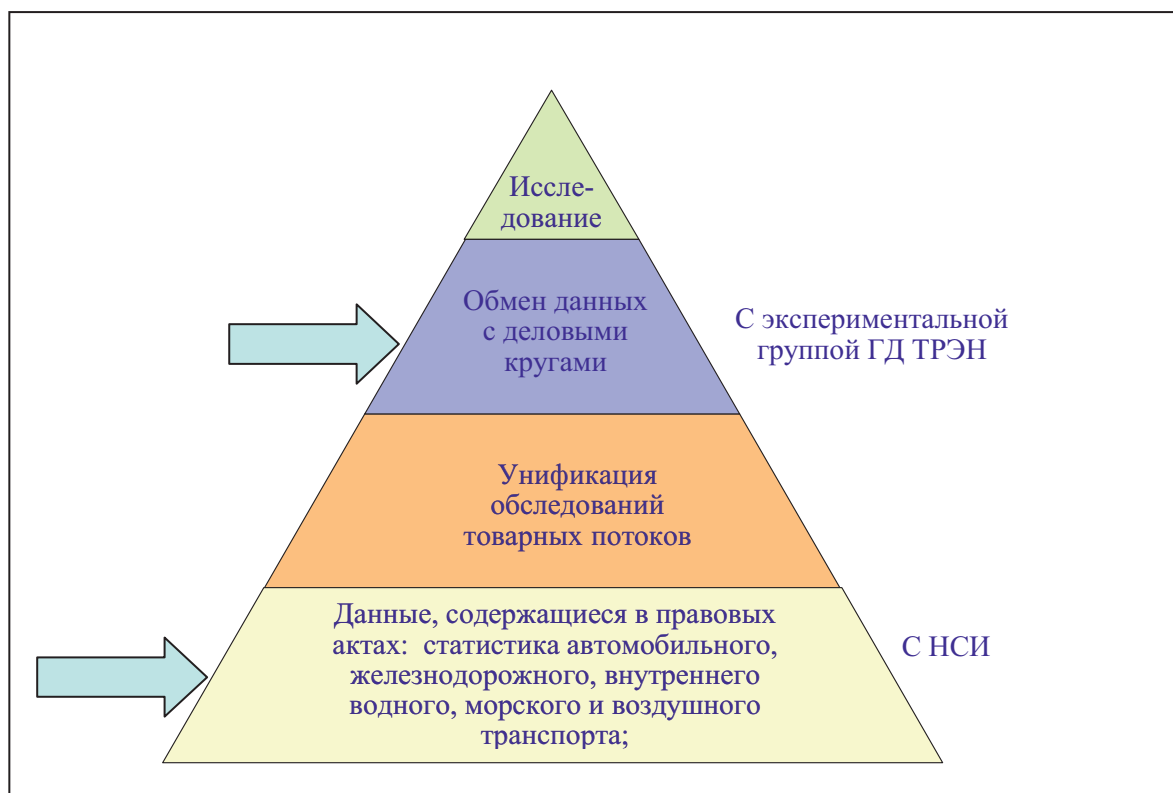 Иссле-
дование
Обмен данных
с деловыми
кругами
С экспериментальной
группой ГД ТРЭН
Унификация
обследований
товарных потоков
Данные, содержащиеся в правовых
актах:  статистика автомобильного,
железнодорожного, внутреннего
водного, морского и воздушного
транспорта;
С НСИ